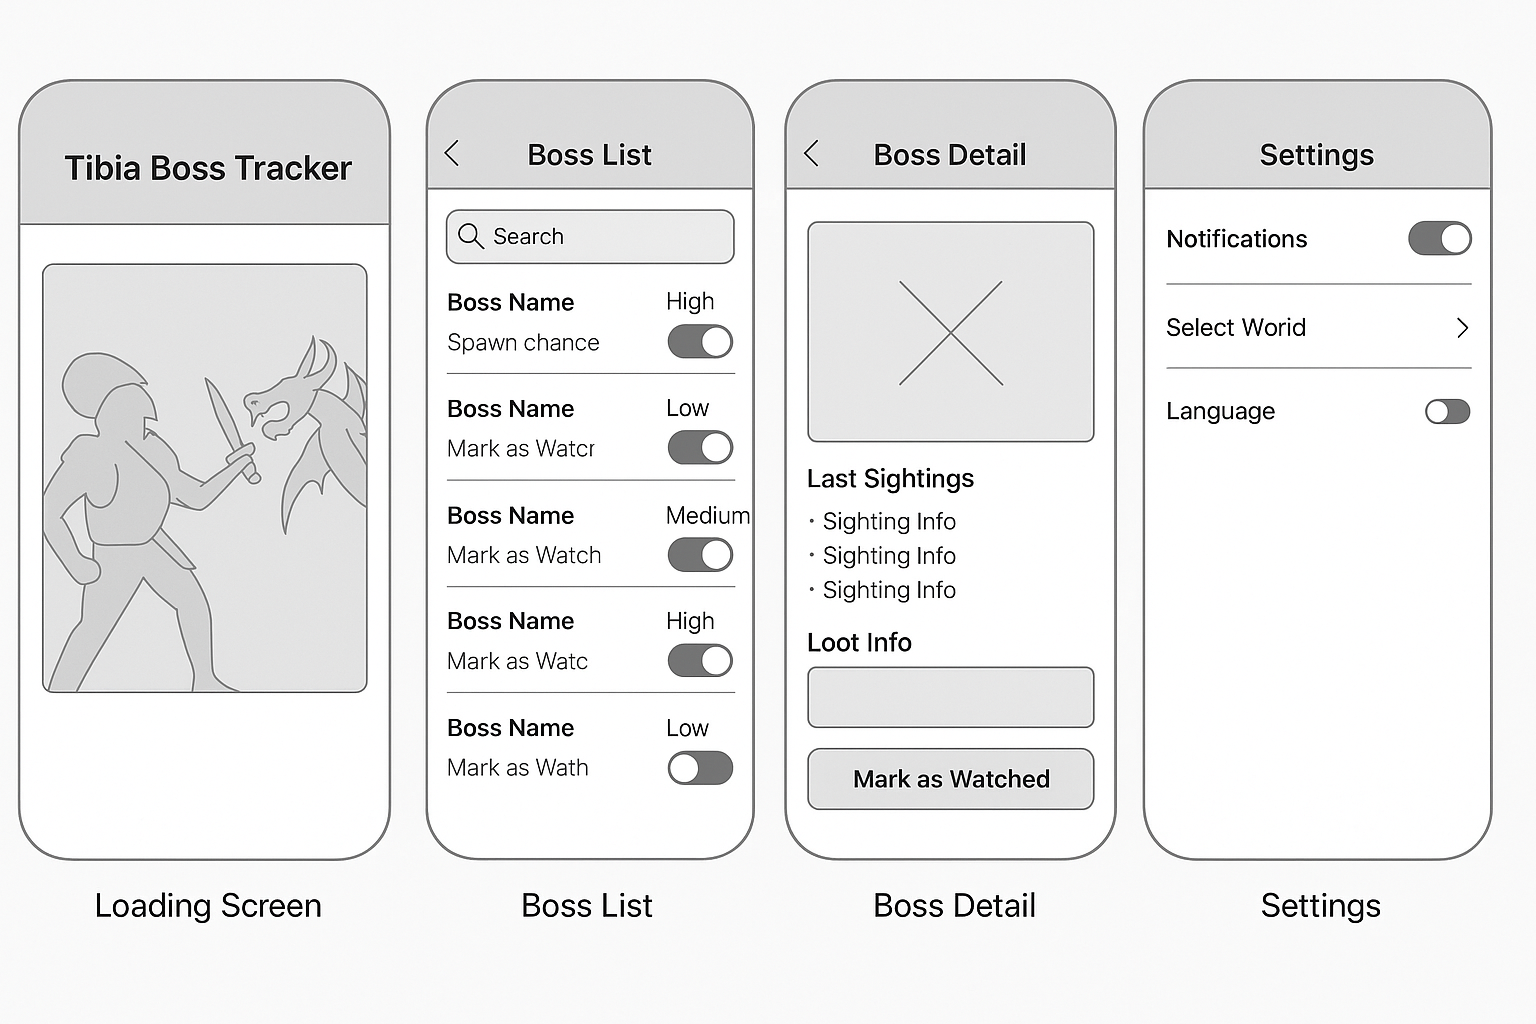 Tibia Boss Tracker
Loading Screen
Boss List
Search
Boss Name High
Spawn chance
Boss Name Low
Mark as Watcr
Boss Name Medium
Mark as Watch
Boss Name High
Mark as Watc
Boss Name Low
Mark as Wath
Boss List
Boss Detail
Last Sightings
• Sighting Info
• Sighting Info
• Sighting Info
Loot Info
Mark as Watched
Boss Detail
Settings
Notifications
Select World
Language
Settings